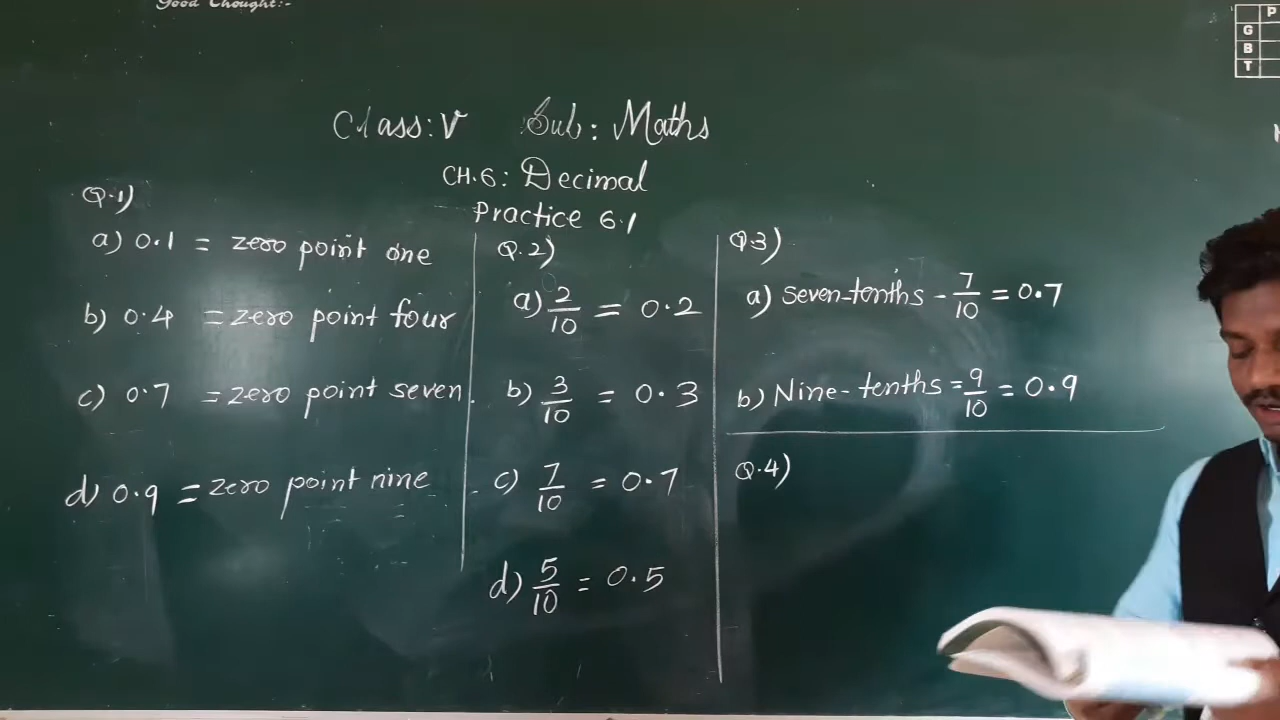 Good Thought:-
P
G
B
T
Class: V Sub: Maths
CH.6: Decimal
Practice 6.1
Q.1)
a) 0.1 = zero point one
b) 0.4 = zero point four
c) 0.7 = zero point seven.
d) 0.9 = zero point nine
Q.2)
a) 2/10 = 0.2
b) 3/10 = 0.3
c) 7/10 = 0.7
d) 5/10 = 0.5
Q.3)
a) Seven-tenths - 7/10 = 0.7
b) Nine-tenths = 9/10 = 0.9
Q.4)